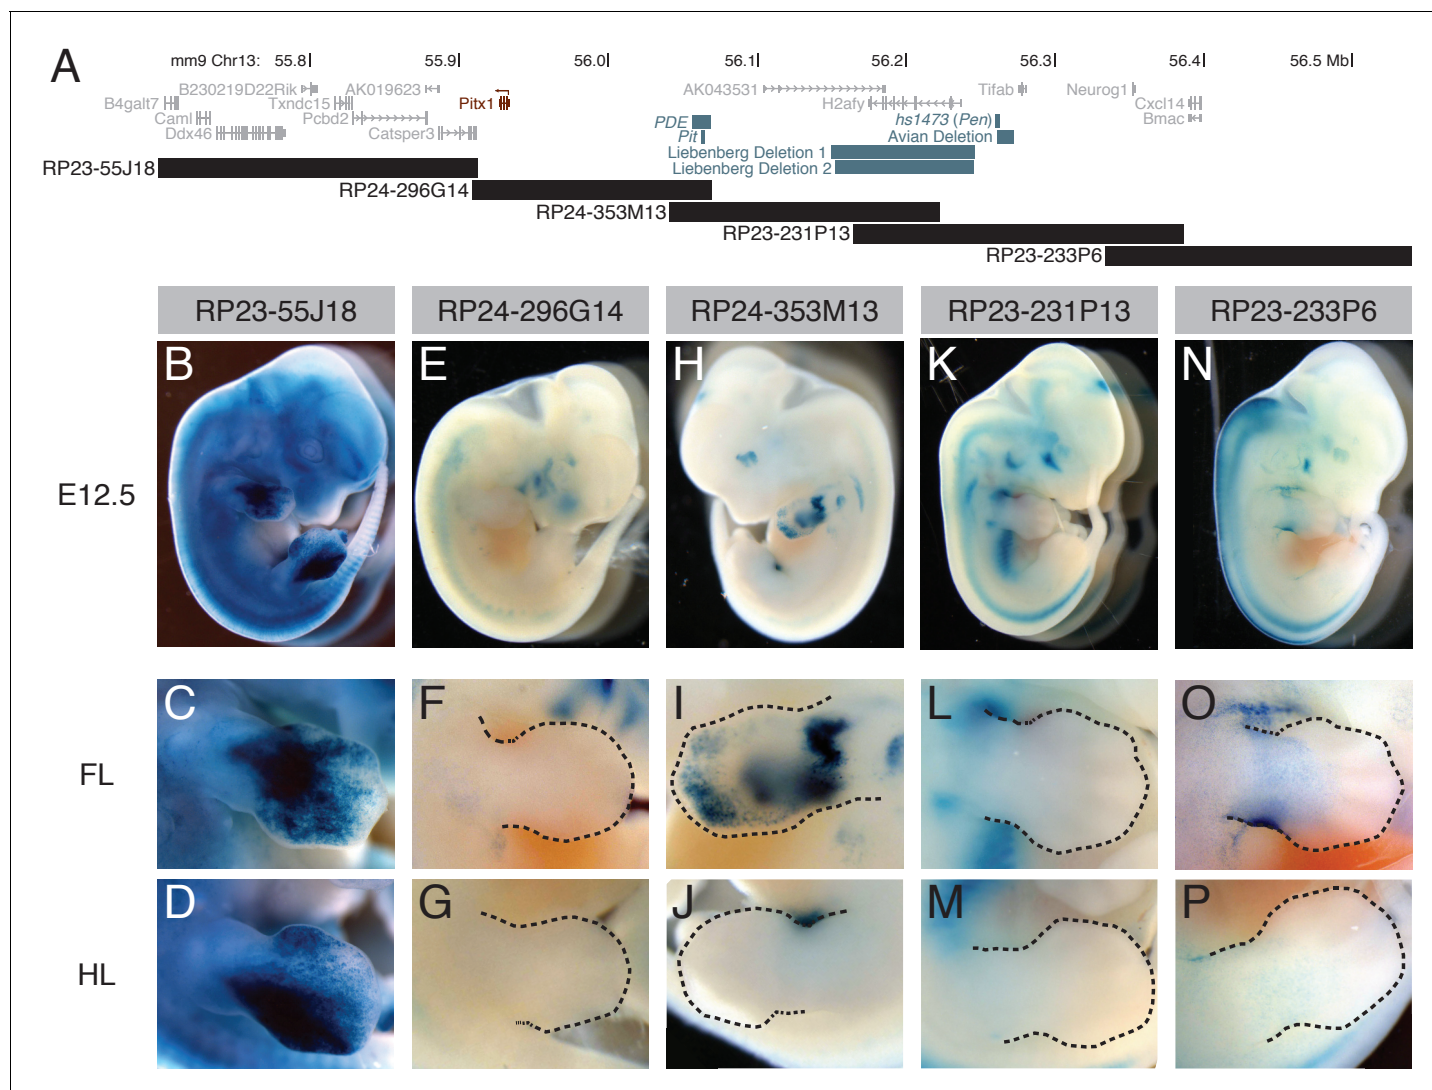 A
mm9 Chr13: 55.8 55.9 56.0 56.1 56.2 56.3 56.4 56.5 Mb
B230219D22Rik AK019623 AK043531 Tifab Neurog1
B4galt7 Txndc15 Pitx1 H2afy Cxcl14
Caml Pcbd2 PDE hs1473 (Pen) Bmac
Ddx46 Catsper3 Pit Avian Deletion
Liebenberg Deletion 1
RP23-55J18 Liebenberg Deletion 2
RP24-296G14
RP24-353M13
RP23-231P13
RP23-233P6
RP23-55J18 RP24-296G14 RP24-353M13 RP23-231P13 RP23-233P6
B E H K N
E12.5
C F I L O
FL
D G J M P
HL